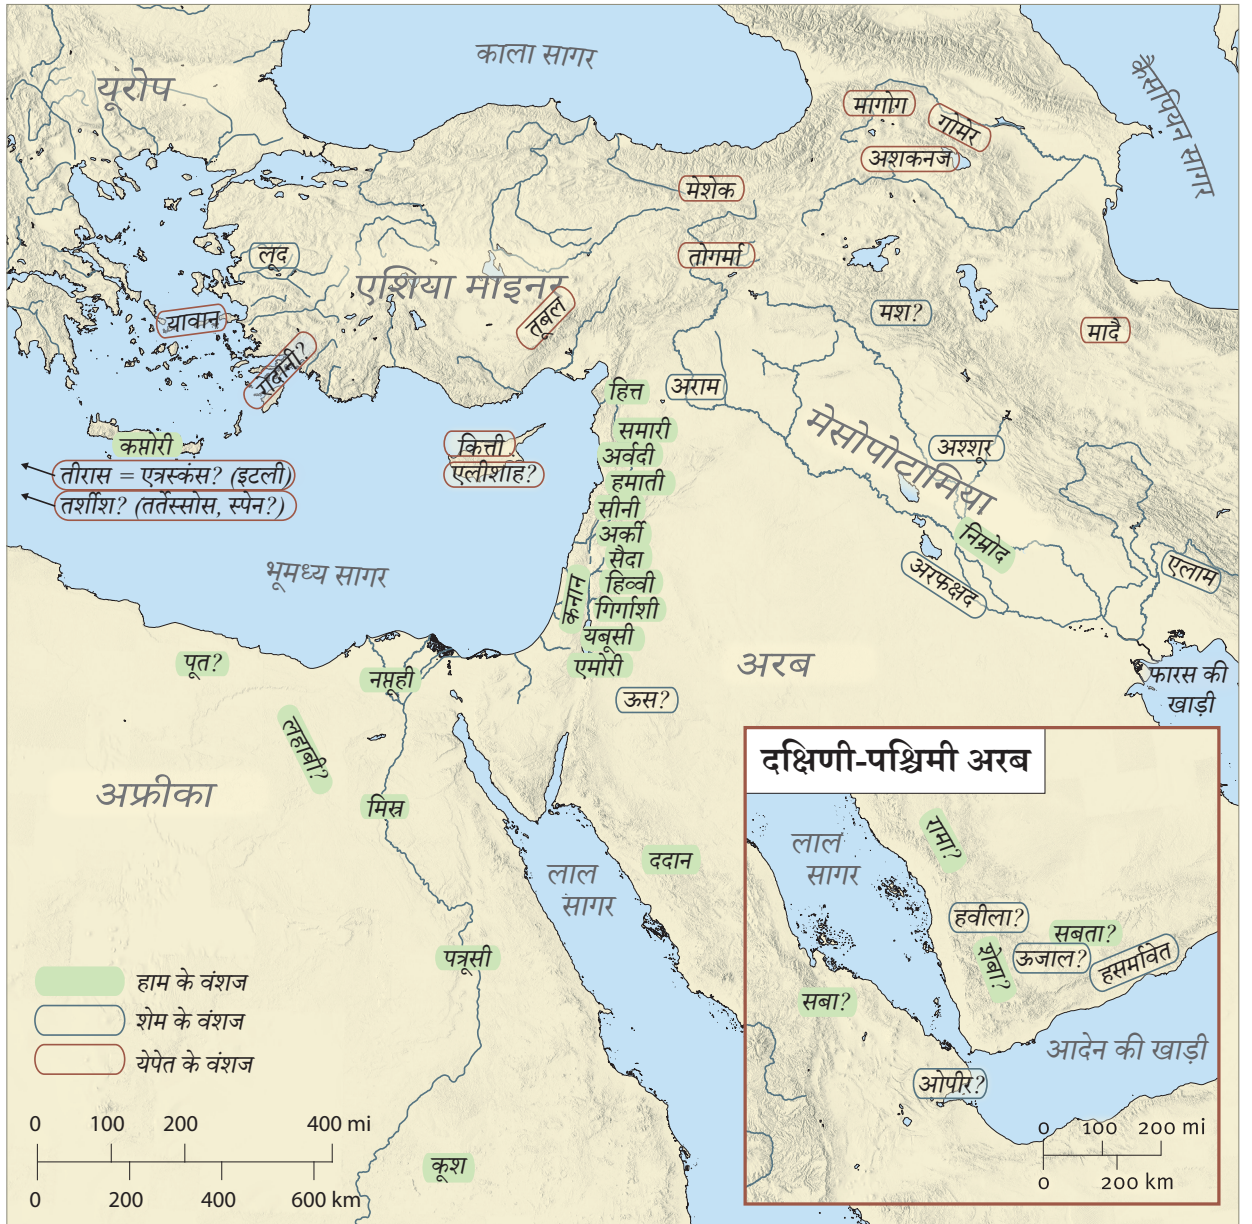 काला सागर
यूरोप
कैसपियन सागर
मागोग
गोमेर
अशकनज
मेशेक
लूद
तोगर्मा
एशिया माइनर
तूबल
मश?
यावान
मादै
रोदानी?
हित्त
अराम
मेसोपोटामिया
कप्तोरी
समारी
कित्ती
अश्शूर
अर्वदी
तीरास = एत्रस्कंस? (इटली)
एलीशाह?
हमाती
तर्शीश? (तर्तेस्सोस, स्पेन?)
सीनी
अर्की
निम्रोद
सैदा
भूमध्य सागर
हिव्वी
एलाम
अरफक्षद
कनान
गिर्गाशी
यबूसी
पूत?
एमोरी
अरब
नप्तूही
फारस की
खाड़ी
ऊस?
लहाबी?
दक्षिणी-पश्चिमी अरब
अफ्रीका
मिस्र
रामा?
लाल
सागर
ददान
लाल
सागर
हवीला?
सबता?
पत्रूसी
शेबा?
ऊजाल?
हसर्मावेत
हाम के वंशज
सबा?
शेम के वंशज
आदेन की खाड़ी
येपेत के वंशज
ओपीर?
0 100 200 400 mi
0 200 400 600 km
0 100 200 mi
0 200 km
कूश